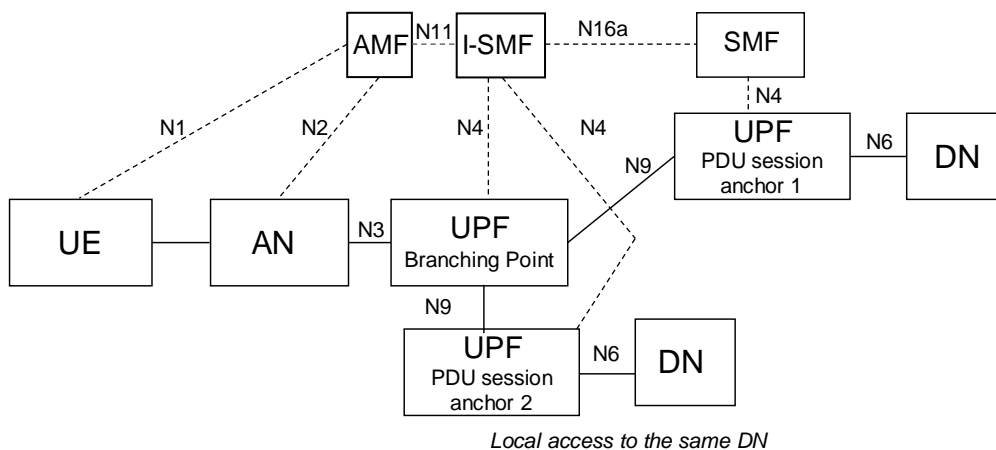 AMF
N11
I-SMF
N16a
SMF
N1
N2
N4
N4
N4
UPF
PDU session
anchor 1
N6
DN
N9
UE
AN
N3
UPF
Branching Point
N9
UPF
PDU session
anchor 2
N6
DN
Local access to the same DN